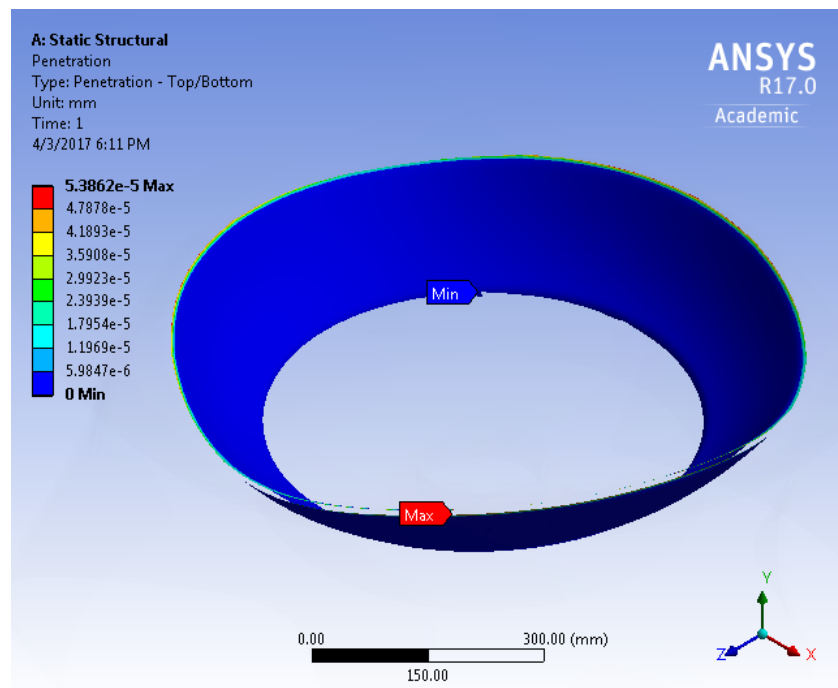 A: Static Structural
Penetration
Type: Penetration - Top/Bottom
Unit: mm
Time: 1
4/3/2017 6:11 PM
ANSYS
R17.0
Academic
5.3862e-5 Max
4.7878e-5
4.1893e-5
3.5908e-5
2.9923e-5
2.3939e-5
1.7954e-5
1.1969e-5
5.9847e-6
0 Min
Min
Max
0.00 300.00 (mm)
150.00
Y
Z X